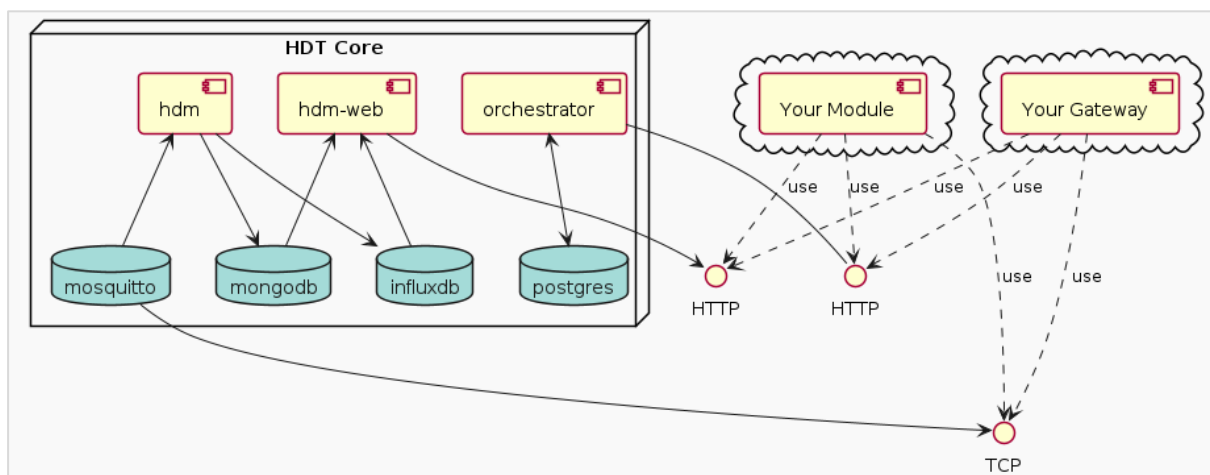 HDT Core
hdm
hdm-web
orchestrator
Your Module
Your Gateway
use
use
use
use
mosquitto
mongodb
influxdb
postgres
use
use
HTTP
HTTP
TCP